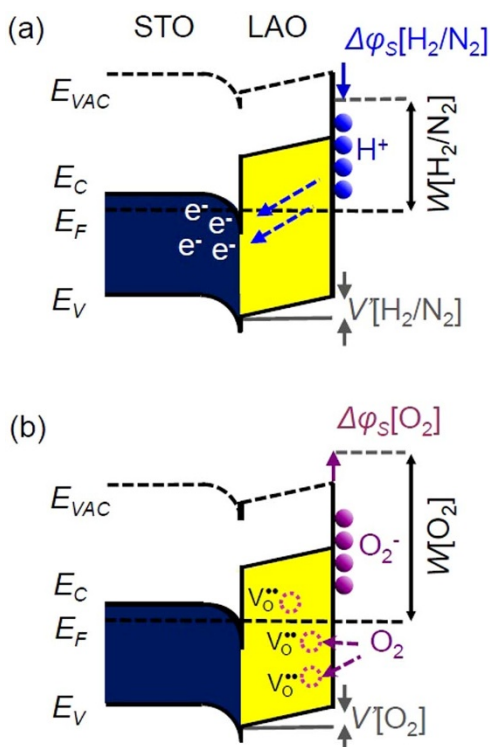 (a)
STO LAO
Δφ_S[H₂/N₂]
E_VAC
H⁺
W[H₂/N₂]
E_C
e⁻
e⁻
e⁻ e⁻
E_F
E_V
V'[H₂/N₂]
(b)
Δφ_S[O₂]
E_VAC
O₂⁻
W[O₂]
E_C
V_O^••
E_F
V_O^••
O₂
V_O^••
E_V
V'[O₂]